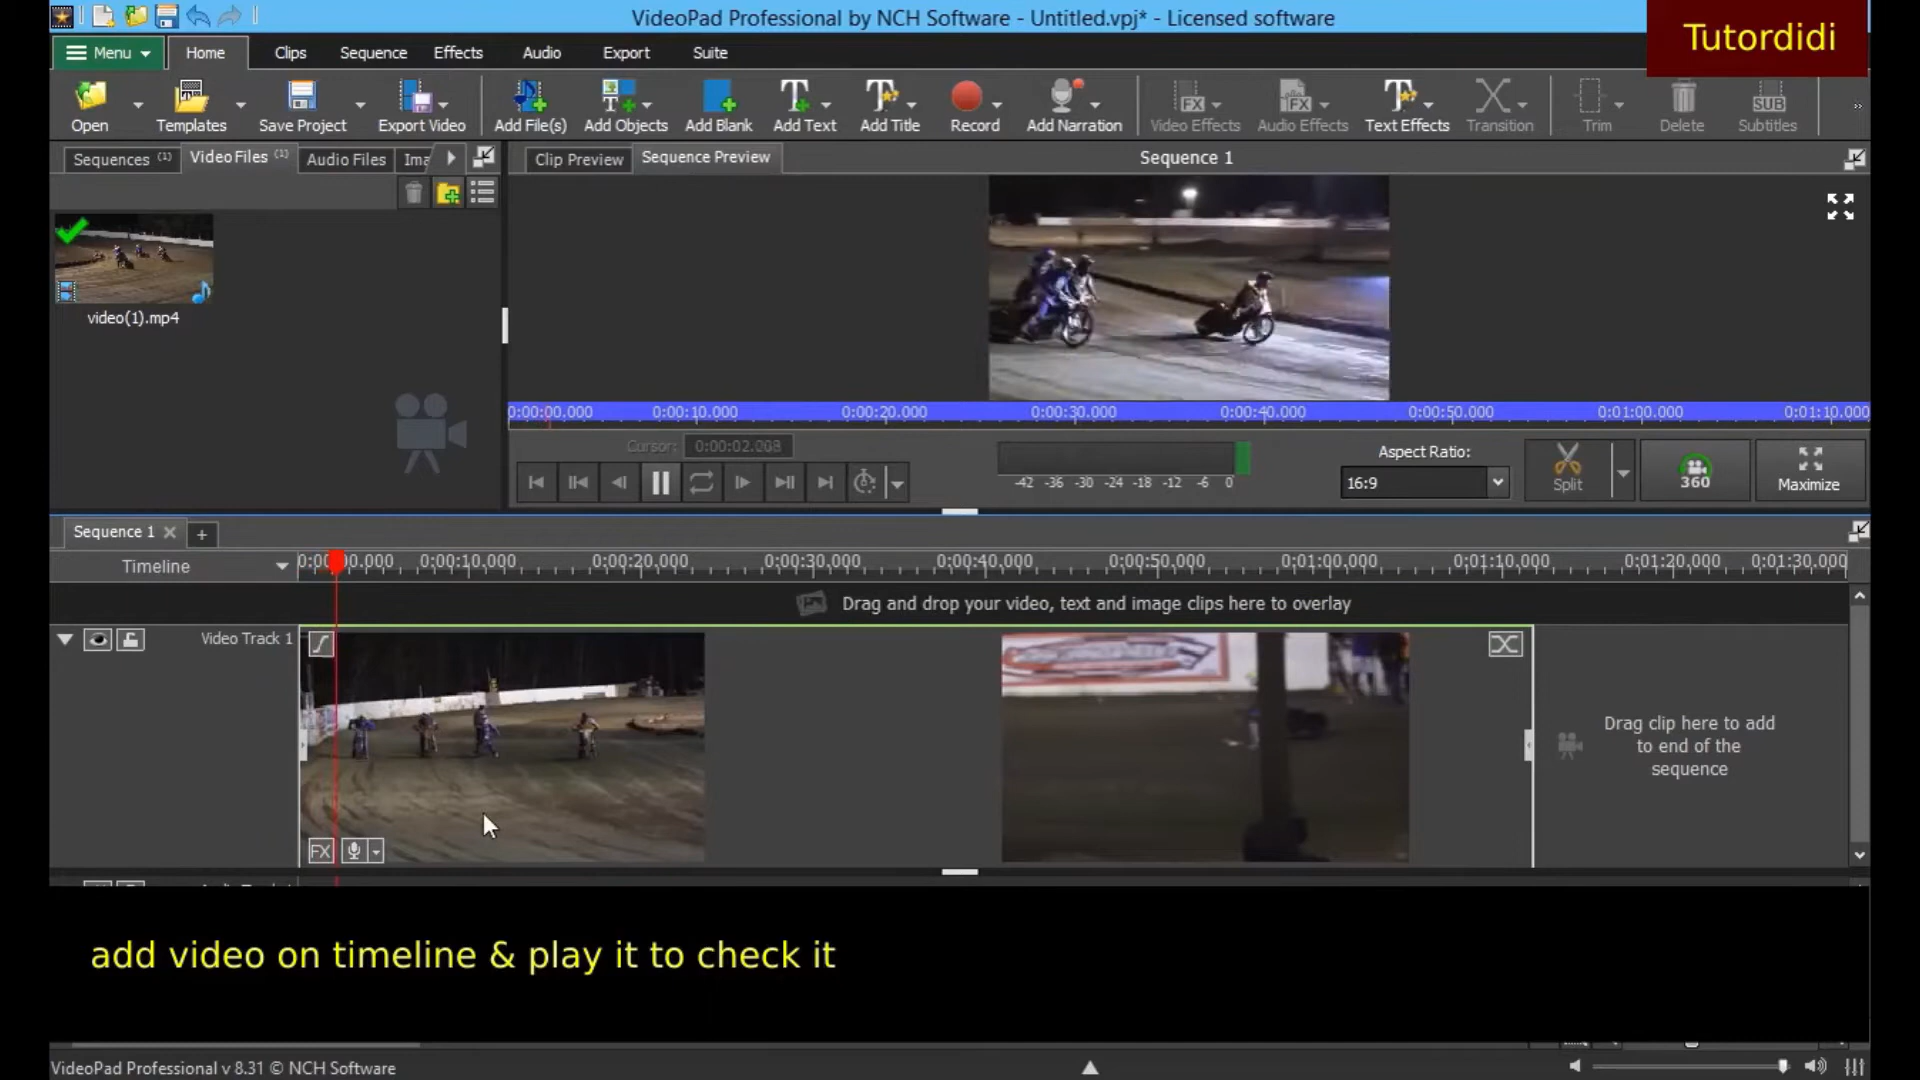 VideoPad Professional by NCH Software - Untitled.vpj* - Licensed software
Tutordidi
Menu Home Clips Sequence Effects Audio Export Suite
Open Templates Save Project Export Video Add File(s) Add Objects Add Blank Add Text Add Title Record Add Narration Video Effects Audio Effects Text Effects Transition Trim Delete Subtitles
Sequences (1) Video Files (1) Audio Files Ima
Clip Preview Sequence Preview Sequence 1
video(1).mp4
0:00:00.000 0:00:10.000 0:00:20.000 0:00:30.000 0:00:40.000 0:00:50.000 0:01:00.000 0:01:10.000
Cursor: 0:00:02.008
-42 -36 -30 -24 -18 -12 -6 0
Aspect Ratio:
16:9
Split 360 Maximize
Sequence 1
Timeline
0:00:00.000 0:00:10.000 0:00:20.000 0:00:30.000 0:00:40.000 0:00:50.000 0:01:00.000 0:01:10.000 0:01:20.000 0:01:30.000
Drag and drop your video, text and image clips here to overlay
Video Track 1
Drag clip here to add
to end of the
sequence
FX
add video on timeline & play it to check it
VideoPad Professional v 8.31 © NCH Software